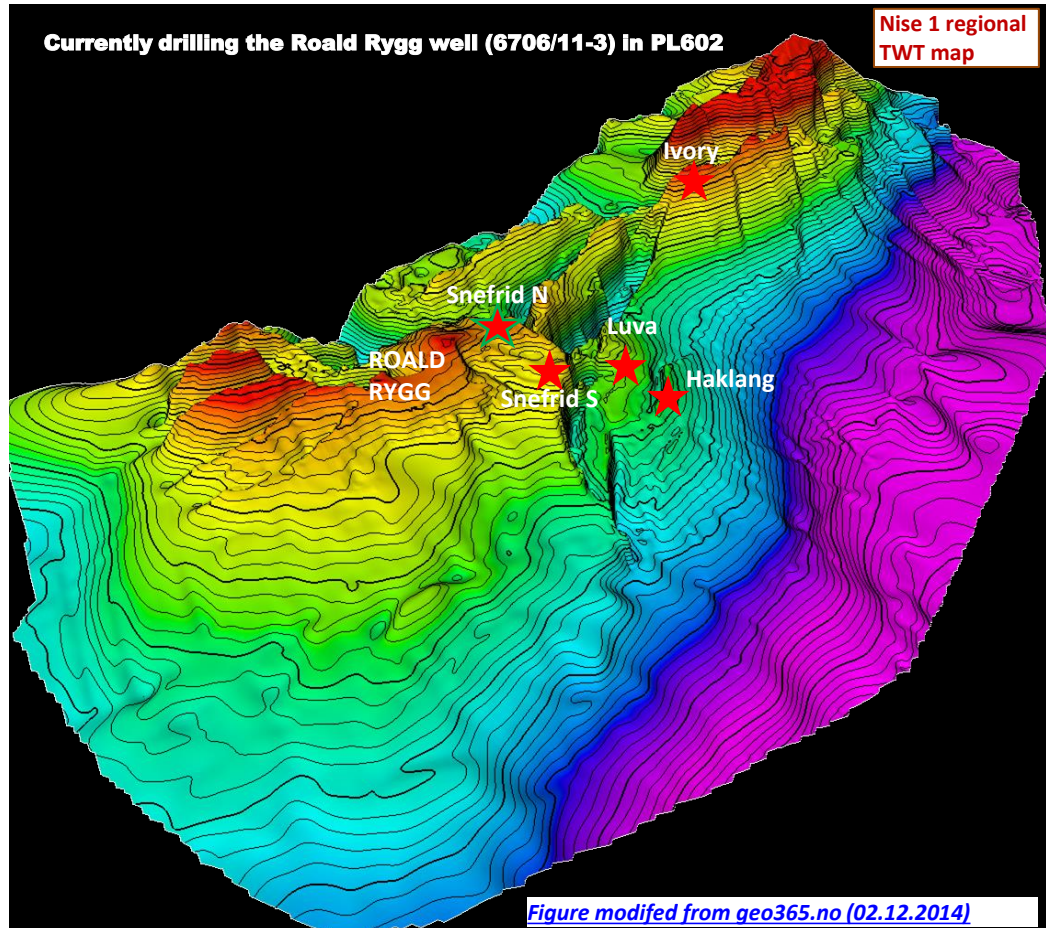 Currently drilling the Roald Rygg well (6706/11-3) in PL602
Nise 1 regional
TWT map
Ivory
Snefrid N
Luva
ROALD
RYGG
Snefrid S
Haklang
Figure modifed from geo365.no (02.12.2014)